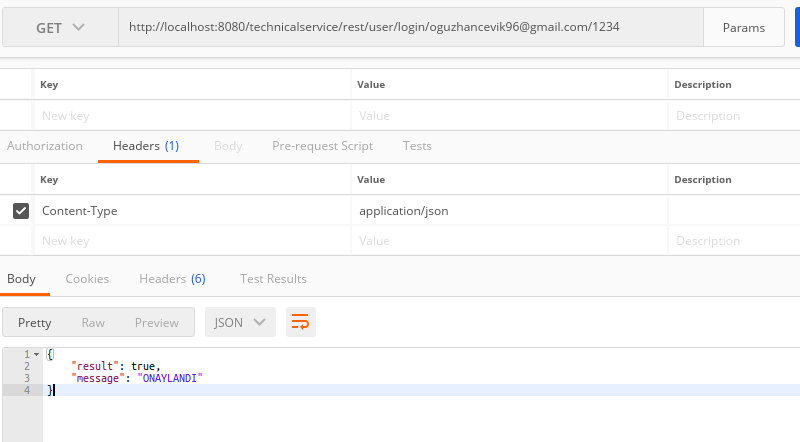 GET http://localhost:8080/technicalservice/rest/user/login/oguzhancevik96@gmail.com/1234 Params
Key Value Description
New key Value Description
Authorization Headers (1) Body Pre-request Script Tests
Key Value Description
Content-Type application/json
New key Value Description
Body Cookies Headers (6) Test Results
Pretty Raw Preview JSON
1 {
2 "result": true,
3 "message": "ONAYLANDI"
4 }